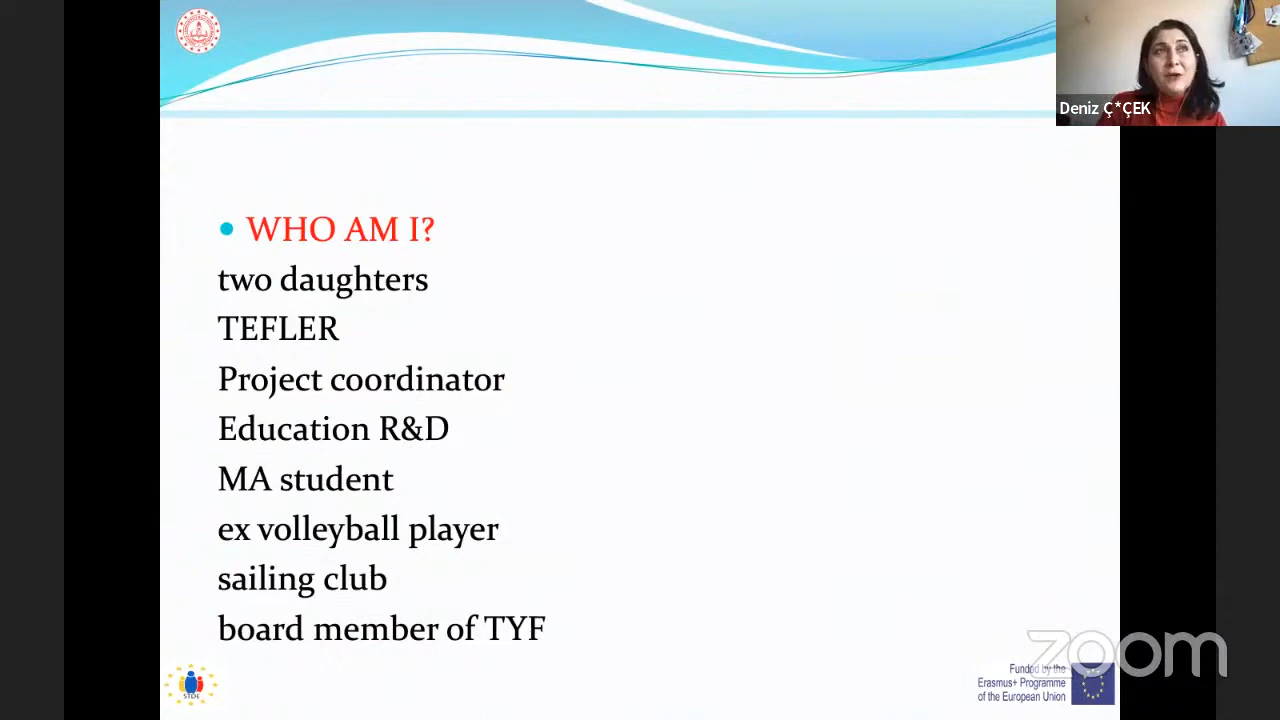 Deniz Ç*ÇEK
WHO AM I?
two daughters
TEFLER
Project coordinator
Education R&D
MA student
ex volleyball player
sailing club
board member of TYF
zoom
Funded by the
Erasmus+ Programme
of the European Union
STDE